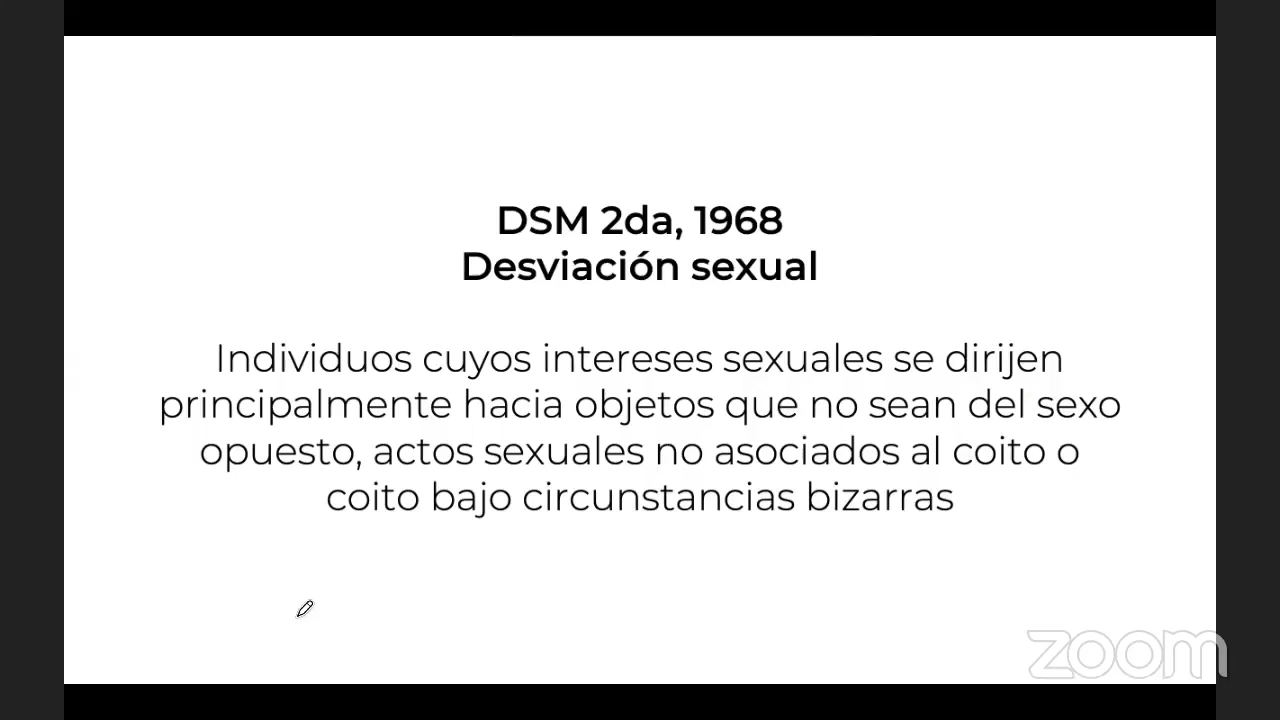 DSM 2da, 1968
Desviación sexual
Individuos cuyos intereses sexuales se dirijen
principalmente hacia objetos que no sean del sexo
opuesto, actos sexuales no asociados al coito o
coito bajo circunstancias bizarras
zoom